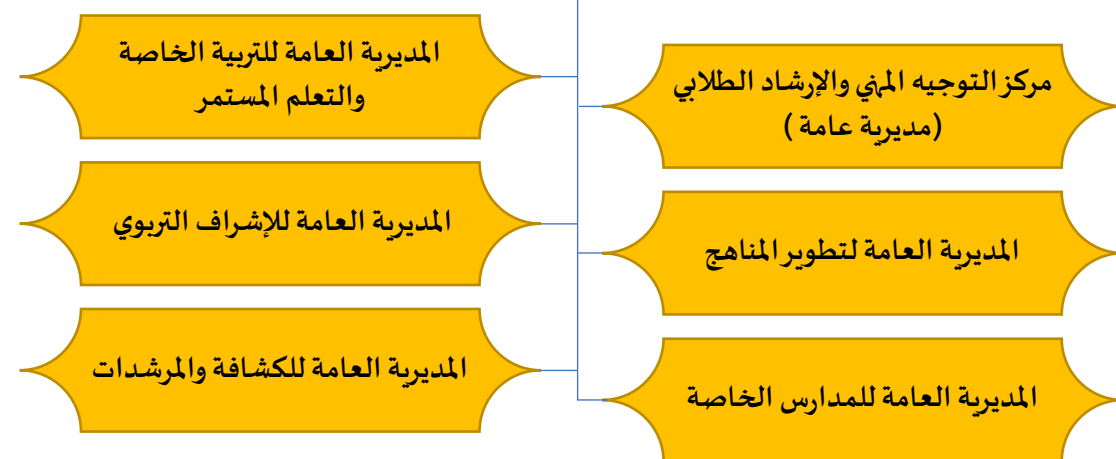 مركز التوجيه المهني والإرشاد الطلابي
(مديرية عامة )
المديرية العامة للتربية الخاصة
والتعلم المستمر
المديرية العامة لتطوير المناهج
المديرية العامة للإشراف التربوي
المديرية العامة للمدارس الخاصة
المديرية العامة للكشافة والمرشدات